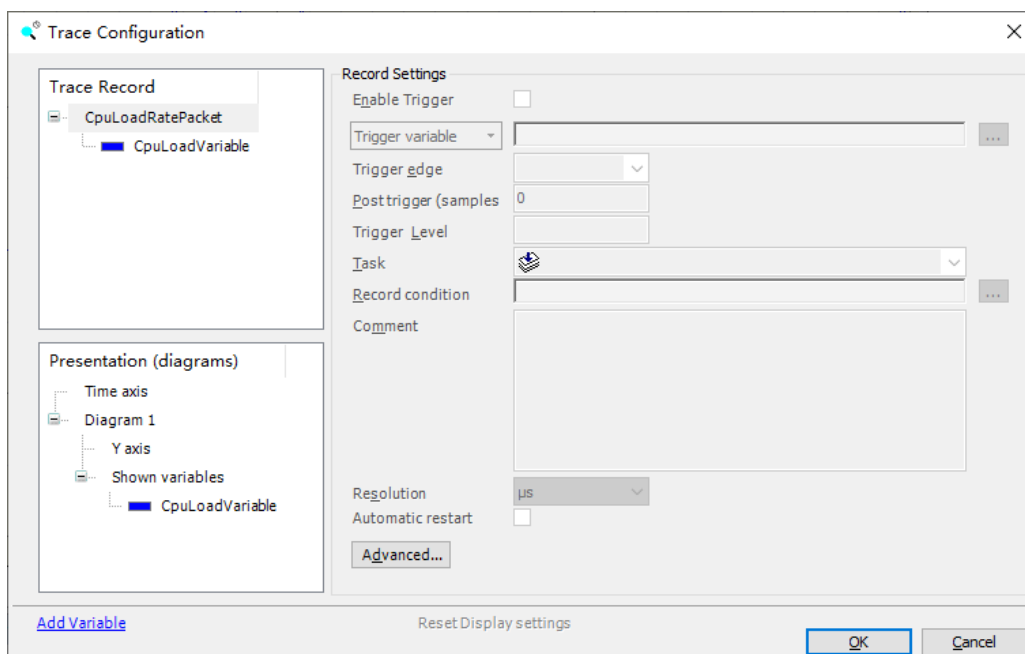 Trace Configuration
Trace Record
CpuLoadRatePacket
CpuLoadVariable
Presentation (diagrams)
Time axis
Diagram 1
Y axis
Shown variables
CpuLoadVariable
Add Variable
Record Settings
Enable Trigger
Trigger variable
...
Trigger edge
Post trigger (samples
0
Trigger Level
Task
Record condition
...
Comment
Resolution
µs
Automatic restart
Advanced...
Reset Display settings
OK
Cancel